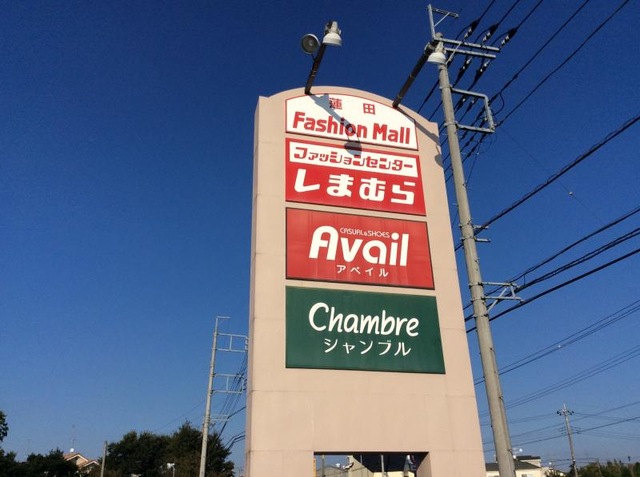 蓮田
Fashion Mall
ファッションセンター
しまむら
CASUAL&SHOES
Avail
アベイル
Chambre
シャンブル